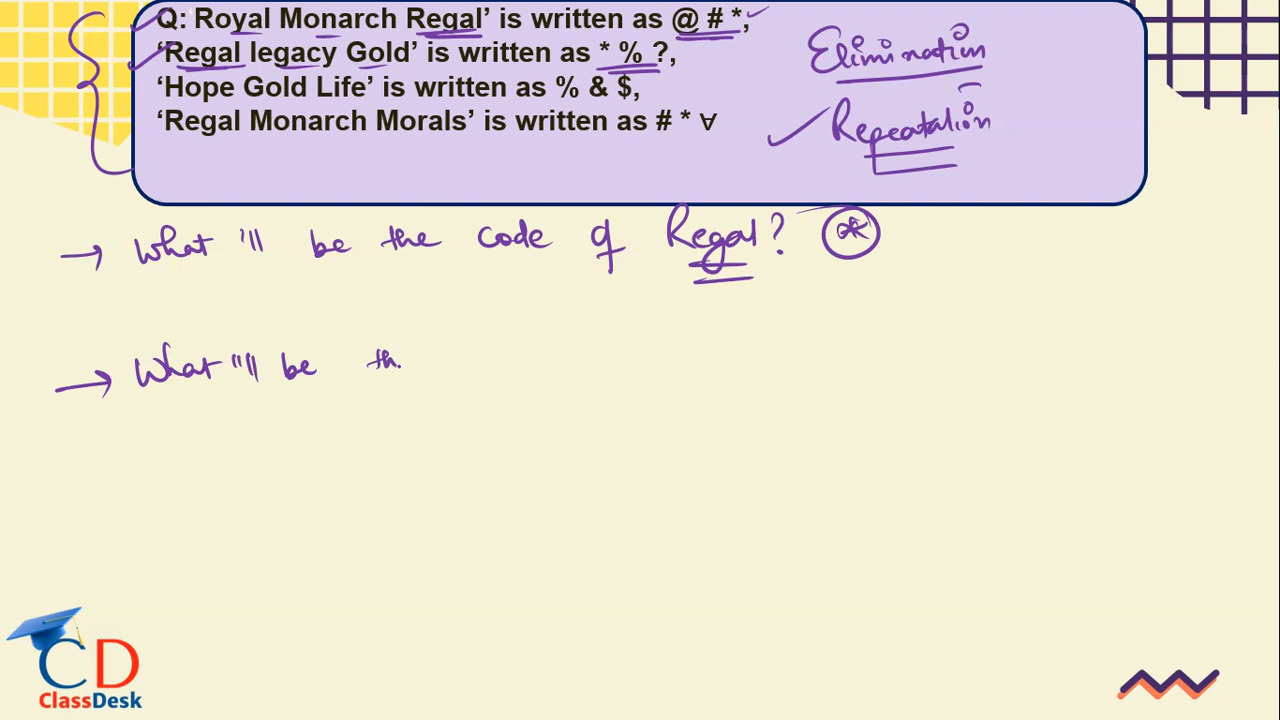 Q: Royal Monarch Regal’ is written as @ # *,
‘Regal legacy Gold’ is written as * % ?,
‘Hope Gold Life’ is written as % & $,
‘Regal Monarch Morals’ is written as # * ∀
Elimination
Repeatation
→ What 'll be the code of Regal? *
→ What "ll be th
CD
ClassDesk